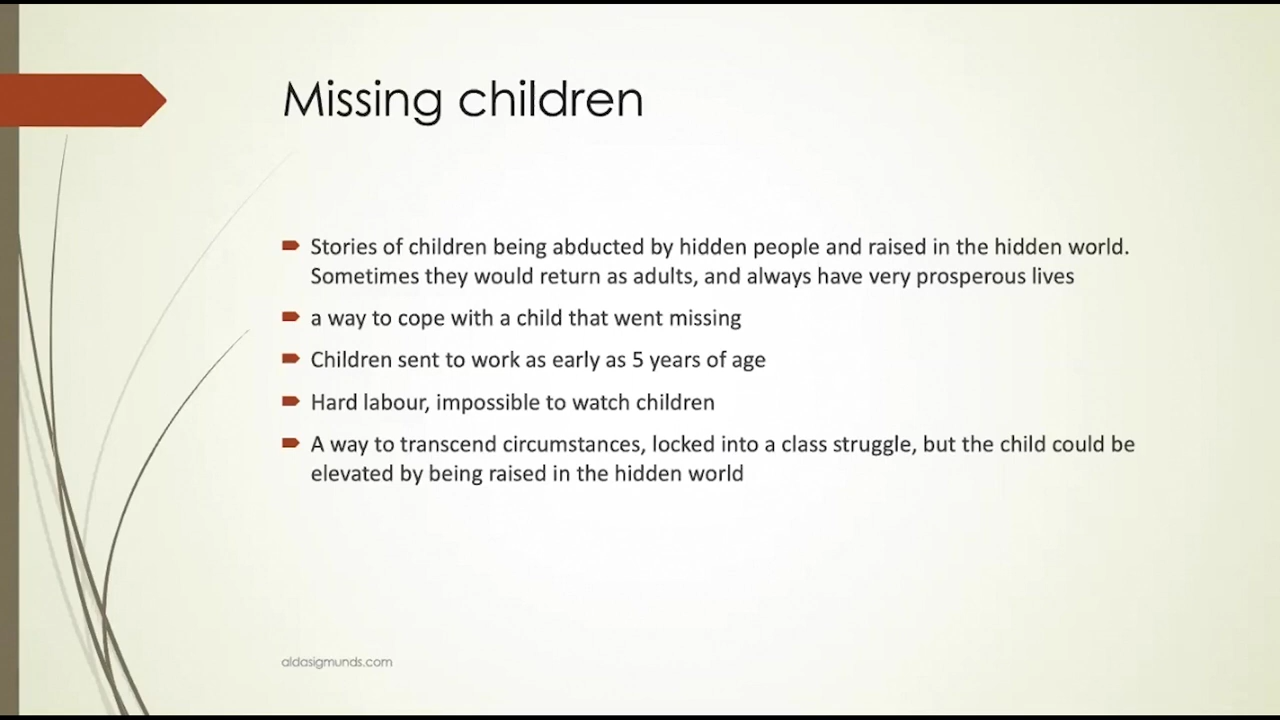 Missing children
Stories of children being abducted by hidden people and raised in the hidden world.
Sometimes they would return as adults, and always have very prosperous lives
a way to cope with a child that went missing
Children sent to work as early as 5 years of age
Hard labour, impossible to watch children
A way to transcend circumstances, locked into a class struggle, but the child could be
elevated by being raised in the hidden world
aldasigmunds.com